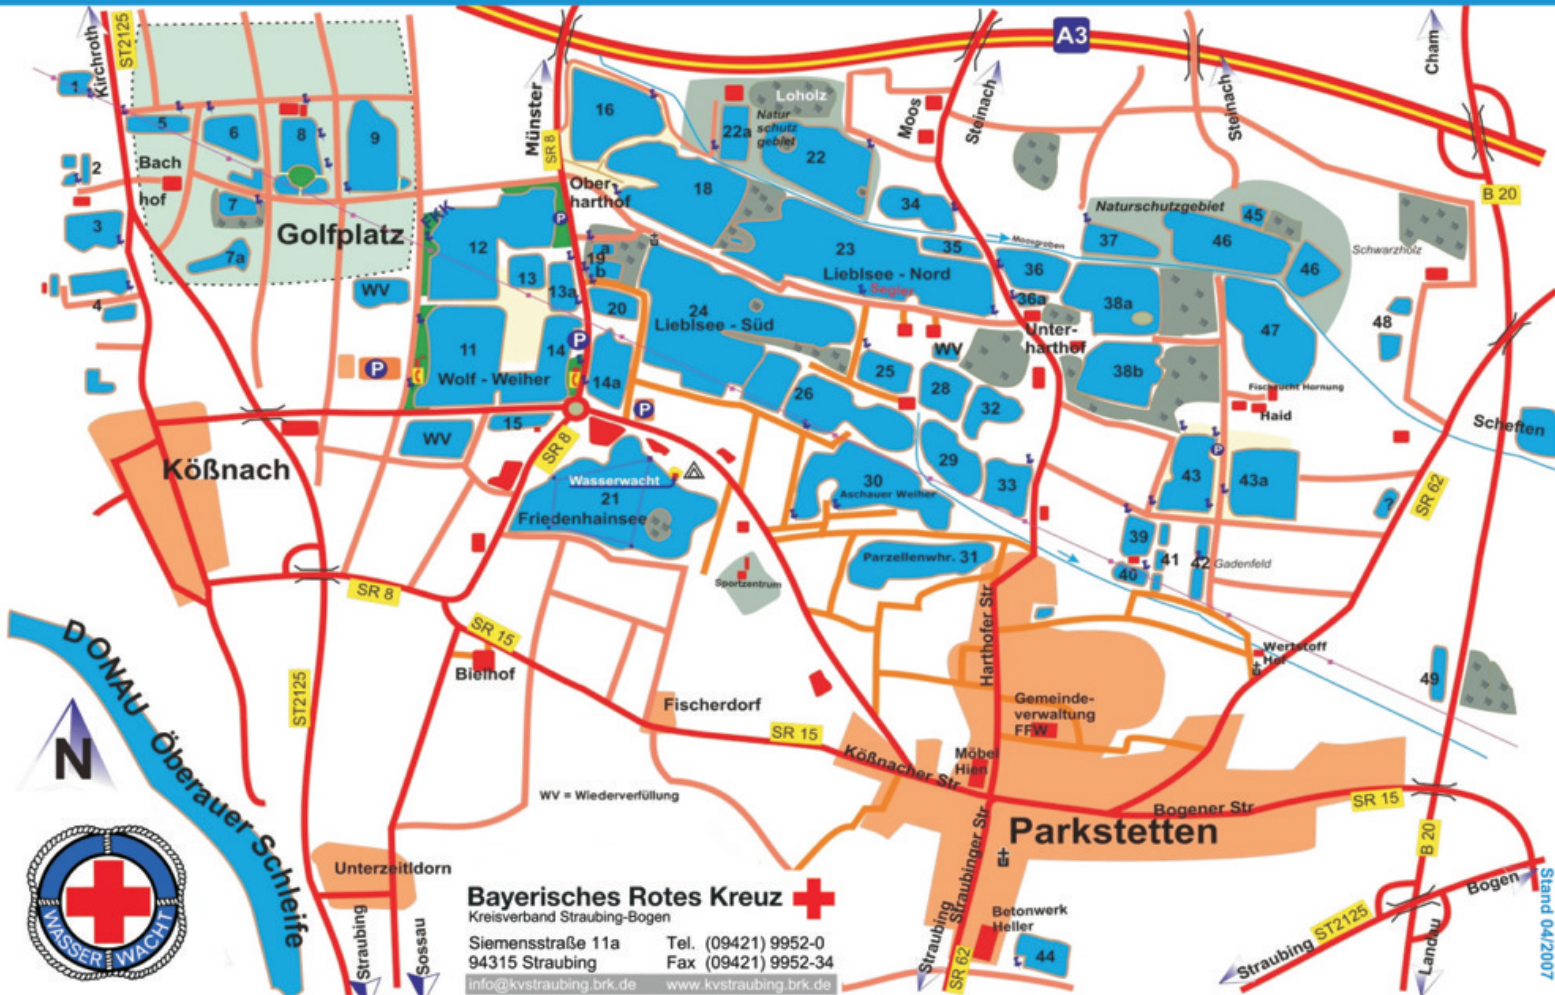 A3
Kirchroth
ST2125
Münster
SR 8
Moos
Steinach
Steinach
Cham
B 20
1
2
3
4
5
6
7
7a
8
9
Bach
hof
Golfplatz
FKK
WV
P
16
Loholz
Natur
schutz
gebiet
22a
22
Ober-
harthof
18
34
35
Moosgraben
Naturschutzgebiet
37
45
46
46
Schwarzholz
12
13
13a
P
a
19
b
20
23
Lieblsee - Nord
Segler
24
Lieblsee - Süd
36
36a
38a
Unter-
harthof
47
48
11
14
P
Wolf - Weiher
14a
P
15
WV
25
WV
28
26
32
38b
Fischzucht Hornung
Haid
Scheften
Kößnach
SR 8
Wasserwacht
21
Friedenhainsee
30
Aschauer Weiher
29
33
43
P
43a
?
SR 62
39
40
41
42
Gadenfeld
Parzellenwhr. 31
Sportzentrum
SR 8
SR 15
Bielhof
ST2125
Fischerdorf
SR 15
Harthofer Str
Wertstoff
Hof
49
Gemeinde-
verwaltung
FFW
Möbel
Hien
Kößnacher Str
Bogener Str
SR 15
Parkstetten
B 20
DONAU Öberauer Schleife
N
WV = Wiederverfüllung
Unterzeitldorn
Straubing
Sossau
WASSER WACHT
Bayerisches Rotes Kreuz
Kreisverband Straubing-Bogen
Siemensstraße 11a Tel. (09421) 9952-0
94315 Straubing Fax (09421) 9952-34
info@kvstraubing.brk.de www.kvstraubing.brk.de
Straubinger Str
Straubing
SR 62
Betonwerk
Heller
44
Straubing
ST2125
Bogen
Landau
Stand 04/2007